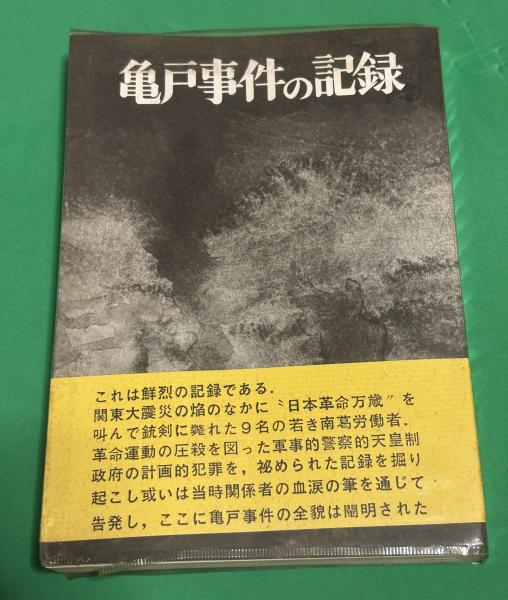 亀戸事件の記録
これは鮮烈の記録である．
関東大震災の焔のなかに〝日本革命万歳〟を
叫んで銃剣に斃れた９名の若き南葛労働者．
革命運動の圧殺を図った軍事的警察的天皇制
政府の計画的犯罪を，祕められた記録を掘り
起こし或いは当時関係者の血涙の筆を通じて
告発し，ここに亀戸事件の全貌は闡明された